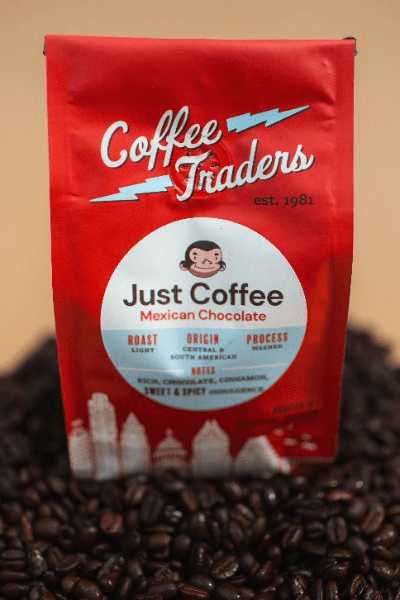 Coffee
Traders
est. 1981
Just Coffee
Mexican Chocolate
ROAST ORIGIN PROCESS
LIGHT CENTRAL & WASHED
SOUTH AMERICAN
NOTES
RICH, CHOCOLATE, CINNAMON,
SWEET & SPICY INDULGENCE